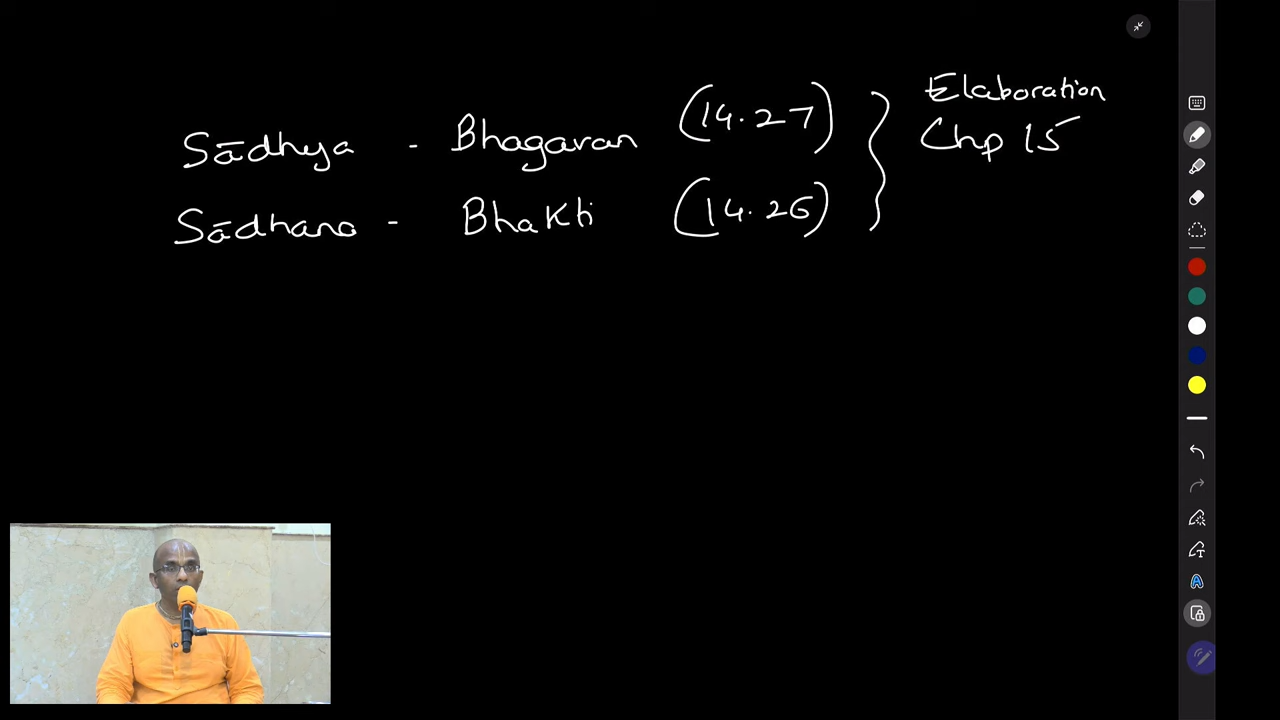 Sādhya - Bhagavan (14.27) } Elaboration
Chp 15
Sādhana - Bhakti (14.26)